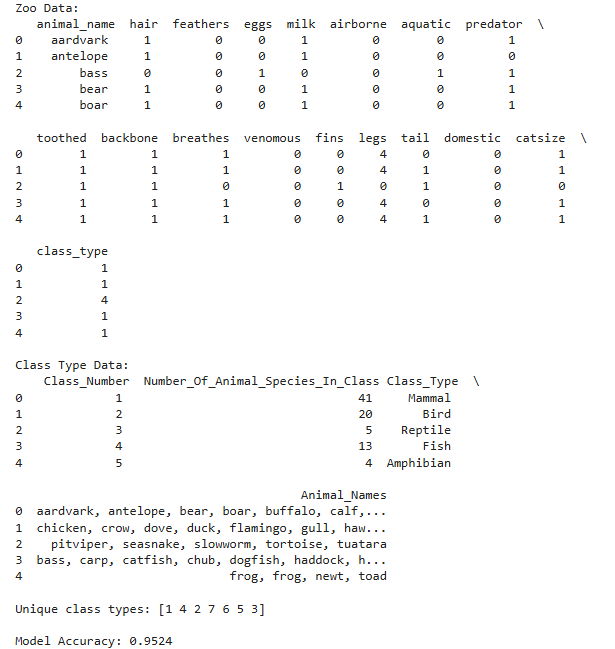 Zoo Data:
animal_name hair feathers eggs milk airborne aquatic predator \
0 aardvark 1 0 0 1 0 0 1
1 antelope 1 0 0 1 0 0 0
2 bass 0 0 1 0 0 1 1
3 bear 1 0 0 1 0 0 1
4 boar 1 0 0 1 0 0 1
toothed backbone breathes venomous fins legs tail domestic catsize \
0 1 1 1 0 0 4 0 0 1
1 1 1 1 0 0 4 1 0 1
2 1 1 0 0 1 0 1 0 0
3 1 1 1 0 0 4 0 0 1
4 1 1 1 0 0 4 1 0 1
class_type
0 1
1 1
2 4
3 1
4 1
Class Type Data:
Class_Number Number_Of_Animal_Species_In_Class Class_Type \
0 1 41 Mammal
1 2 20 Bird
2 3 5 Reptile
3 4 13 Fish
4 5 4 Amphibian
Animal_Names
0 aardvark, antelope, bear, boar, buffalo, calf,...
1 chicken, crow, dove, duck, flamingo, gull, haw...
2 pitviper, seasnake, slowworm, tortoise, tuatara
3 bass, carp, catfish, chub, dogfish, haddock, h...
4 frog, frog, newt, toad
Unique class types: [1 4 2 7 6 5 3]
Model Accuracy: 0.9524